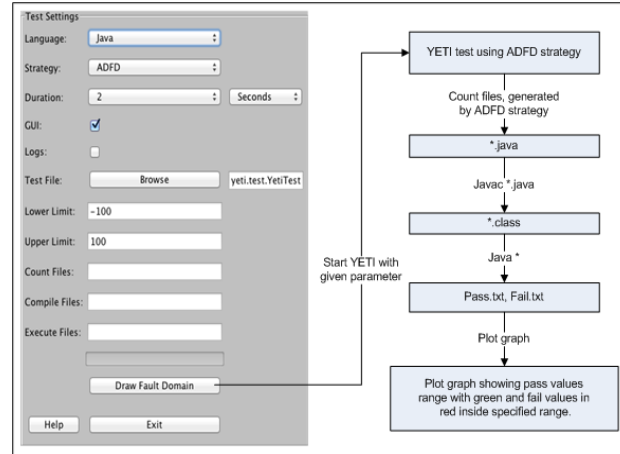 Test Settings
Language: Java
Strategy: ADFD
Duration: 2 Seconds
GUI:
Logs:
Test File: Browse yeti.test.YetiTest
Lower Limit: -100
Upper Limit: 100
Count Files:
Compile Files:
Execute Files:
Draw Fault Domain
Help Exit
Start YETI with
given parameter
YETI test using ADFD strategy
Count files, generated
by ADFD strategy
*.java
Javac *.java
*.class
Java *
Pass.txt, Fail.txt
Plot graph
Plot graph showing pass values
range with green and fail values in
red inside specified range.